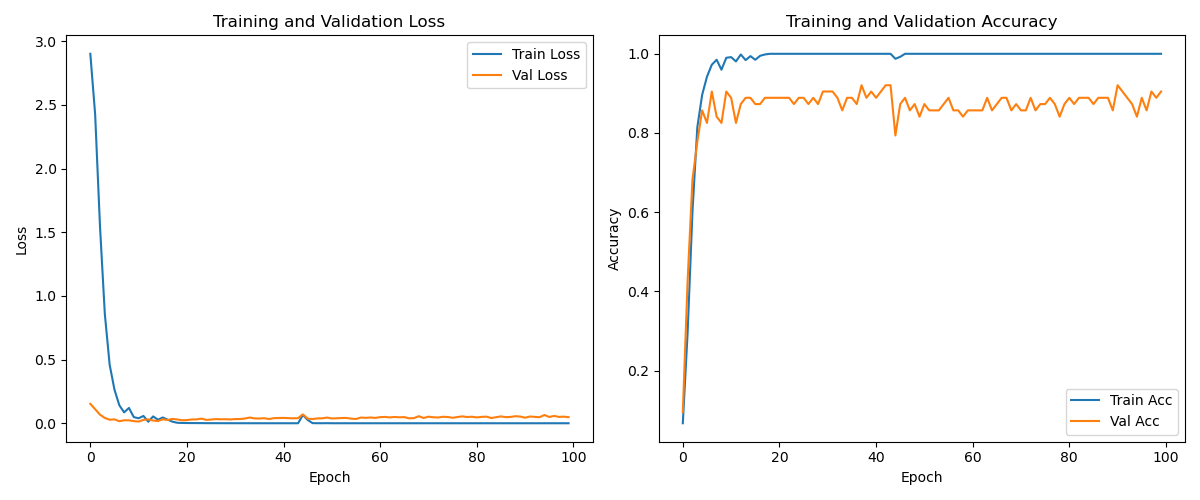 Training and Validation Loss
3.0
2.5
2.0
1.5
1.0
0.5
0.0
Loss
0 20 40 60 80 100
Epoch
Train Loss
Val Loss
Training and Validation Accuracy
1.0
0.8
0.6
0.4
0.2
Accuracy
0 20 40 60 80 100
Epoch
Train Acc
Val Acc